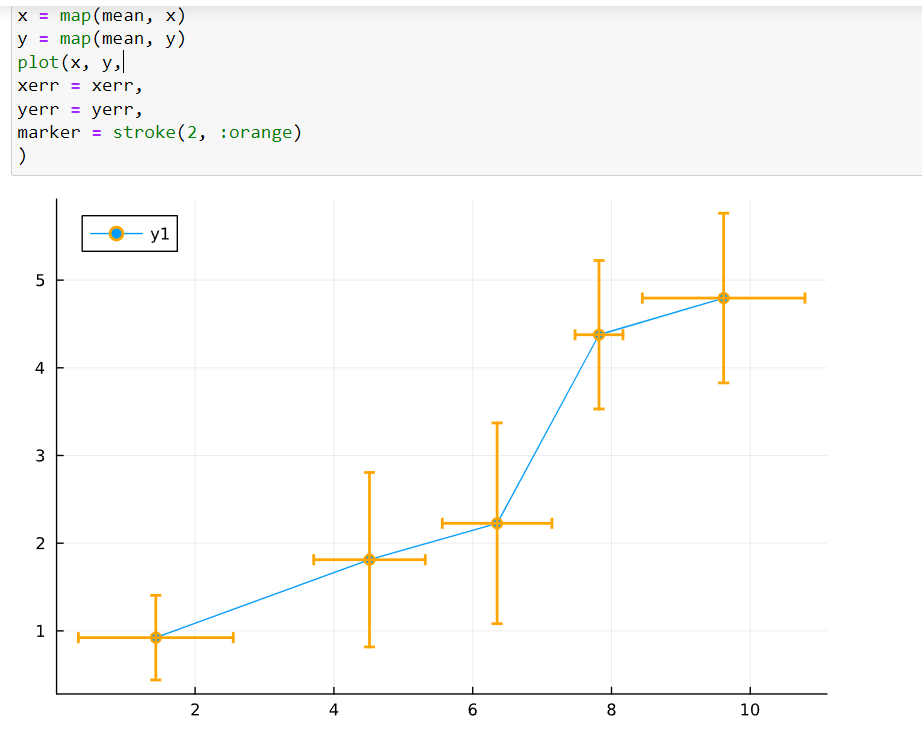 x = map(mean, x)
y = map(mean, y)
plot(x, y,
xerr = xerr,
yerr = yerr,
marker = stroke(2, :orange)
)
y1
5
4
3
2
1
2 4 6 8 10